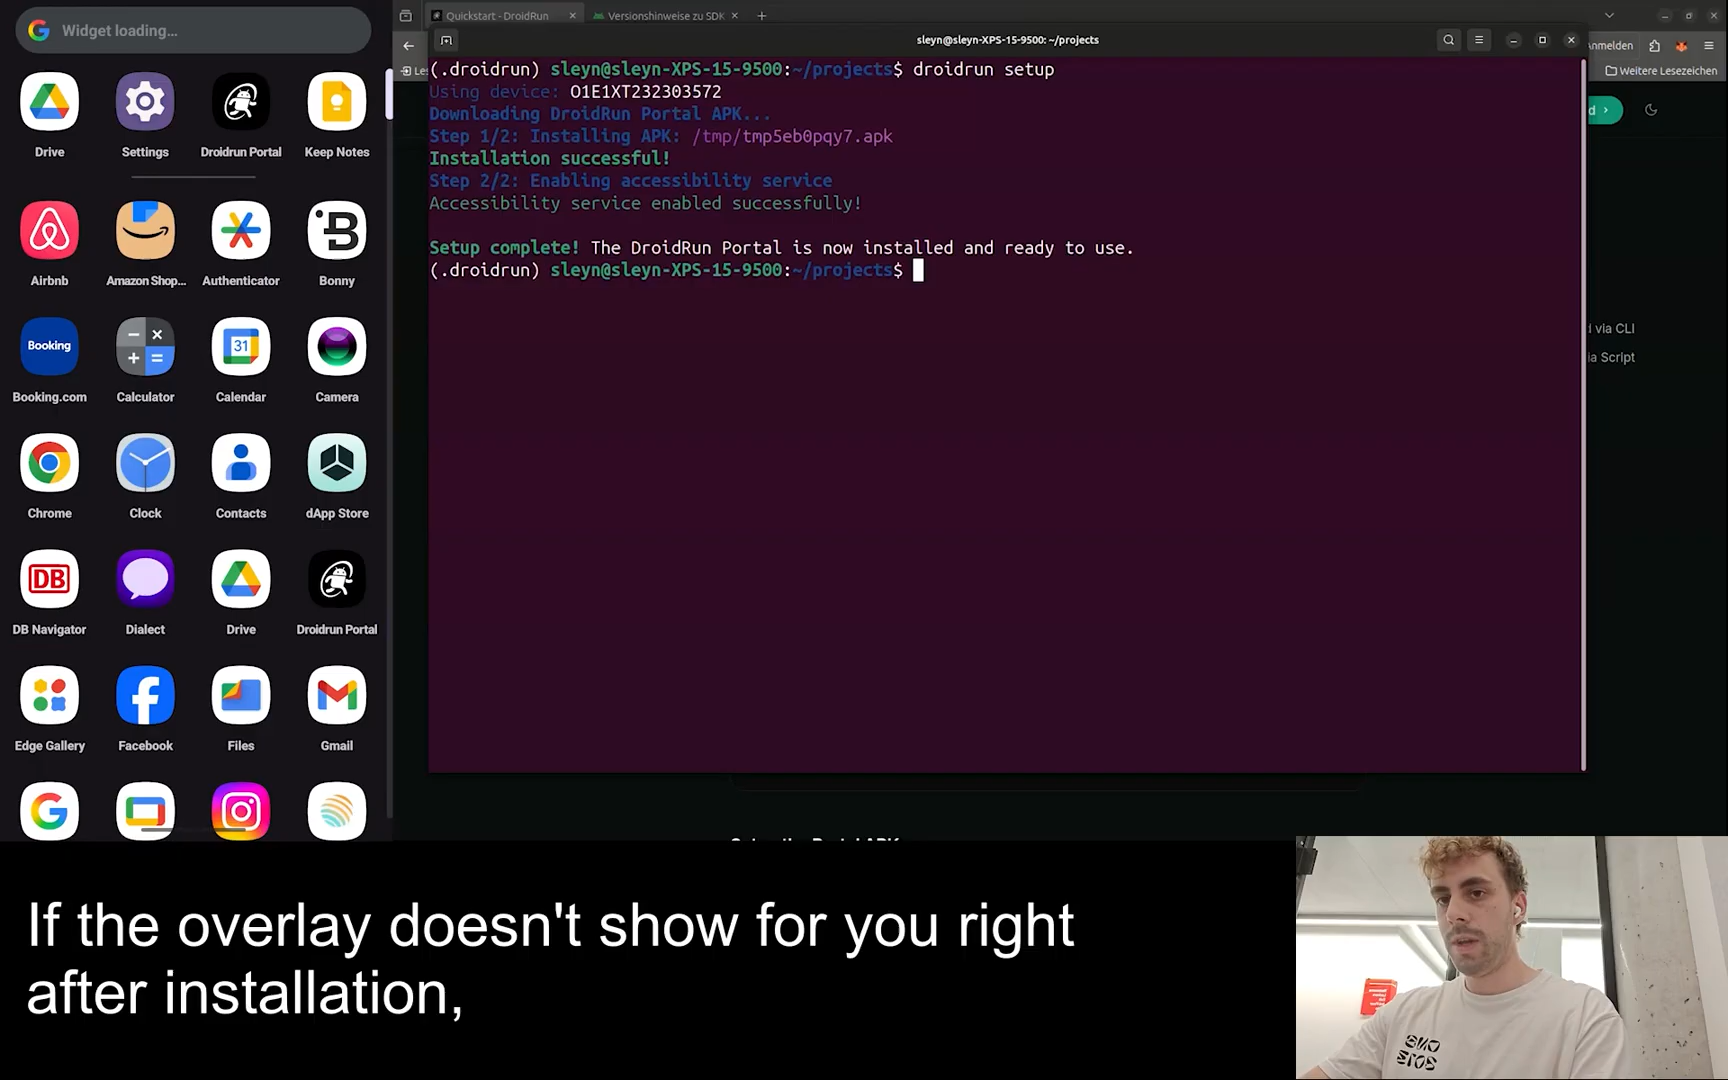 Widget loading...
Drive
Settings
Droidrun Portal
Keep Notes
Airbnb
Amazon Shop...
Authenticator
Bonny
Booking
Booking.com
Calculator
31
Calendar
Camera
Chrome
Clock
Contacts
dApp Store
DB
DB Navigator
Dialect
Drive
Droidrun Portal
Edge Gallery
Facebook
Files
Gmail
Quickstart - DroidRun
Versionshinweise zu SDK
sleyn@sleyn-XPS-15-9500: ~/projects
Anmelden
Les
Weitere Lesezeichen
(.droidrun) sleyn@sleyn-XPS-15-9500:~/projects$ droidrun setup
Using device: O1E1XT232303572
Downloading DroidRun Portal APK...
Step 1/2: Installing APK: /tmp/tmp5eb0pqy7.apk
Installation successful!
Step 2/2: Enabling accessibility service
Accessibility service enabled successfully!
Setup complete! The DroidRun Portal is now installed and ready to use.
(.droidrun) sleyn@sleyn-XPS-15-9500:~/projects$
d
d via CLI
ia Script
If the overlay doesn't show for you right
after installation,